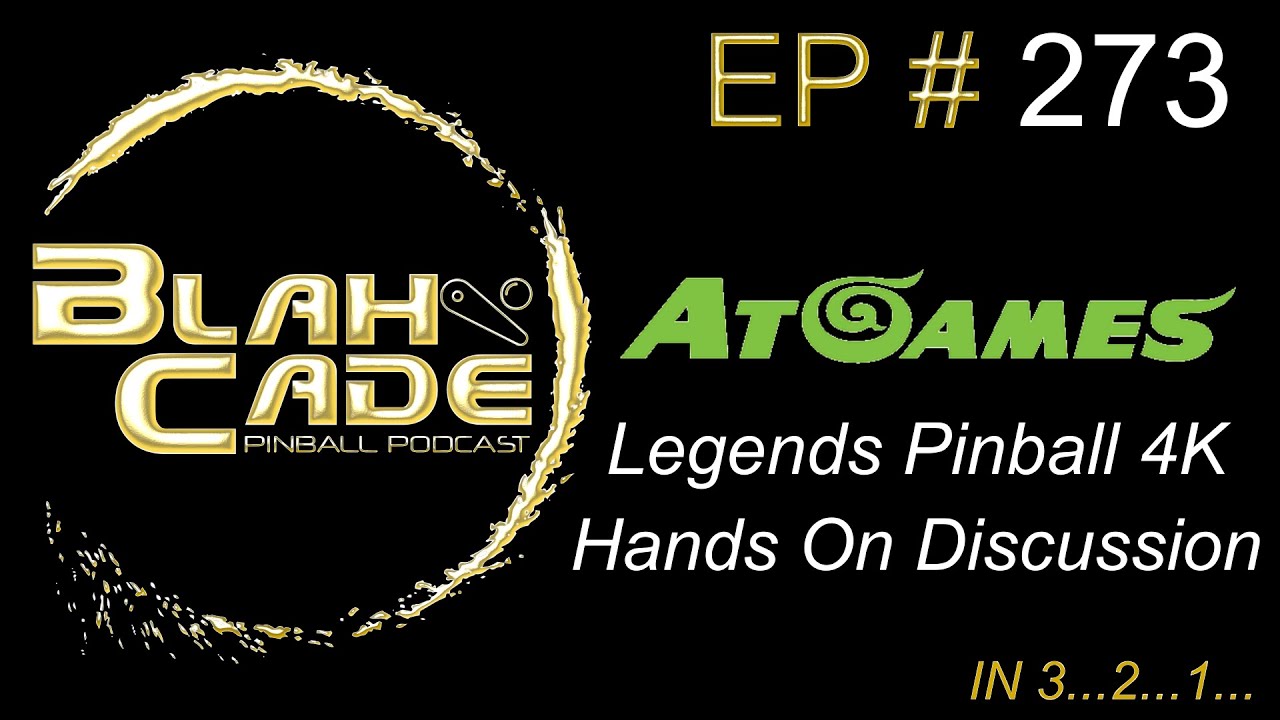 EP # 273
BLAH
CADE
PINBALL PODCAST
ATGAMES
Legends Pinball 4K
Hands On Discussion
IN 3...2...1...